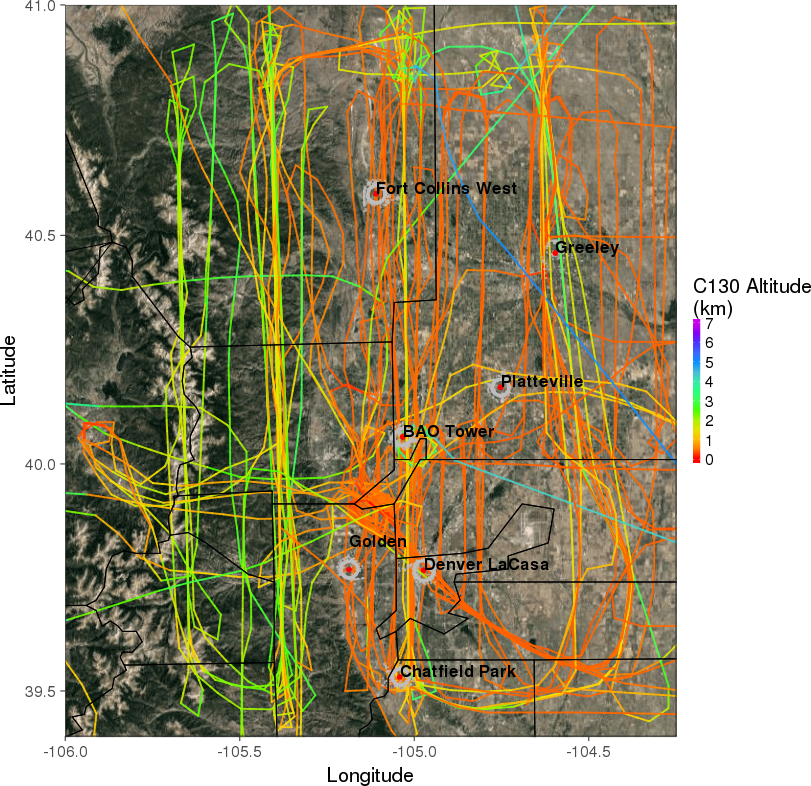 41.0
40.5
40.0
39.5
Latitude
Fort Collins West
Greeley
Platteville
BAO Tower
Golden
Denver LaCasa
Chatfield Park
-106.0
-105.5
-105.0
-104.5
Longitude
C130 Altitude
(km)
7
6
5
4
3
2
1
0